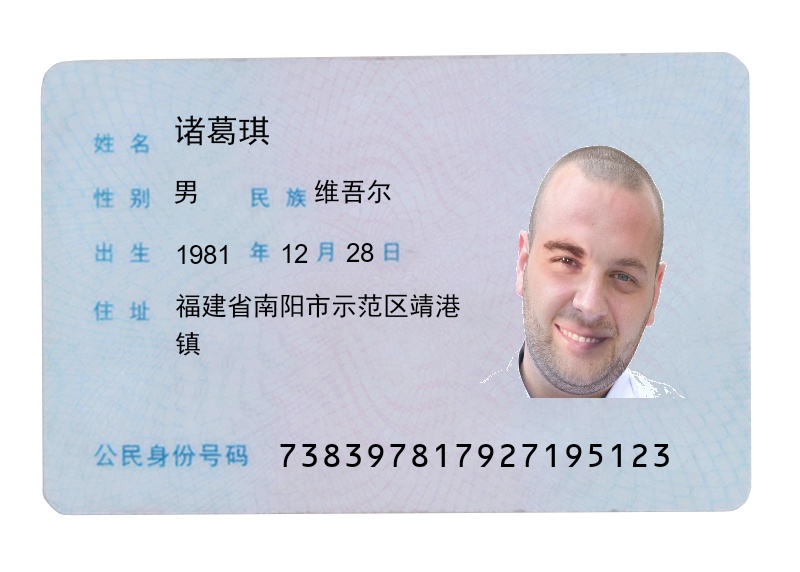 姓名 诸葛琪
性别 男 民族 维吾尔
出生 1981 年 12 月 28 日
住址 福建省南阳市示范区靖港
镇
公民身份号码 738397817927195123